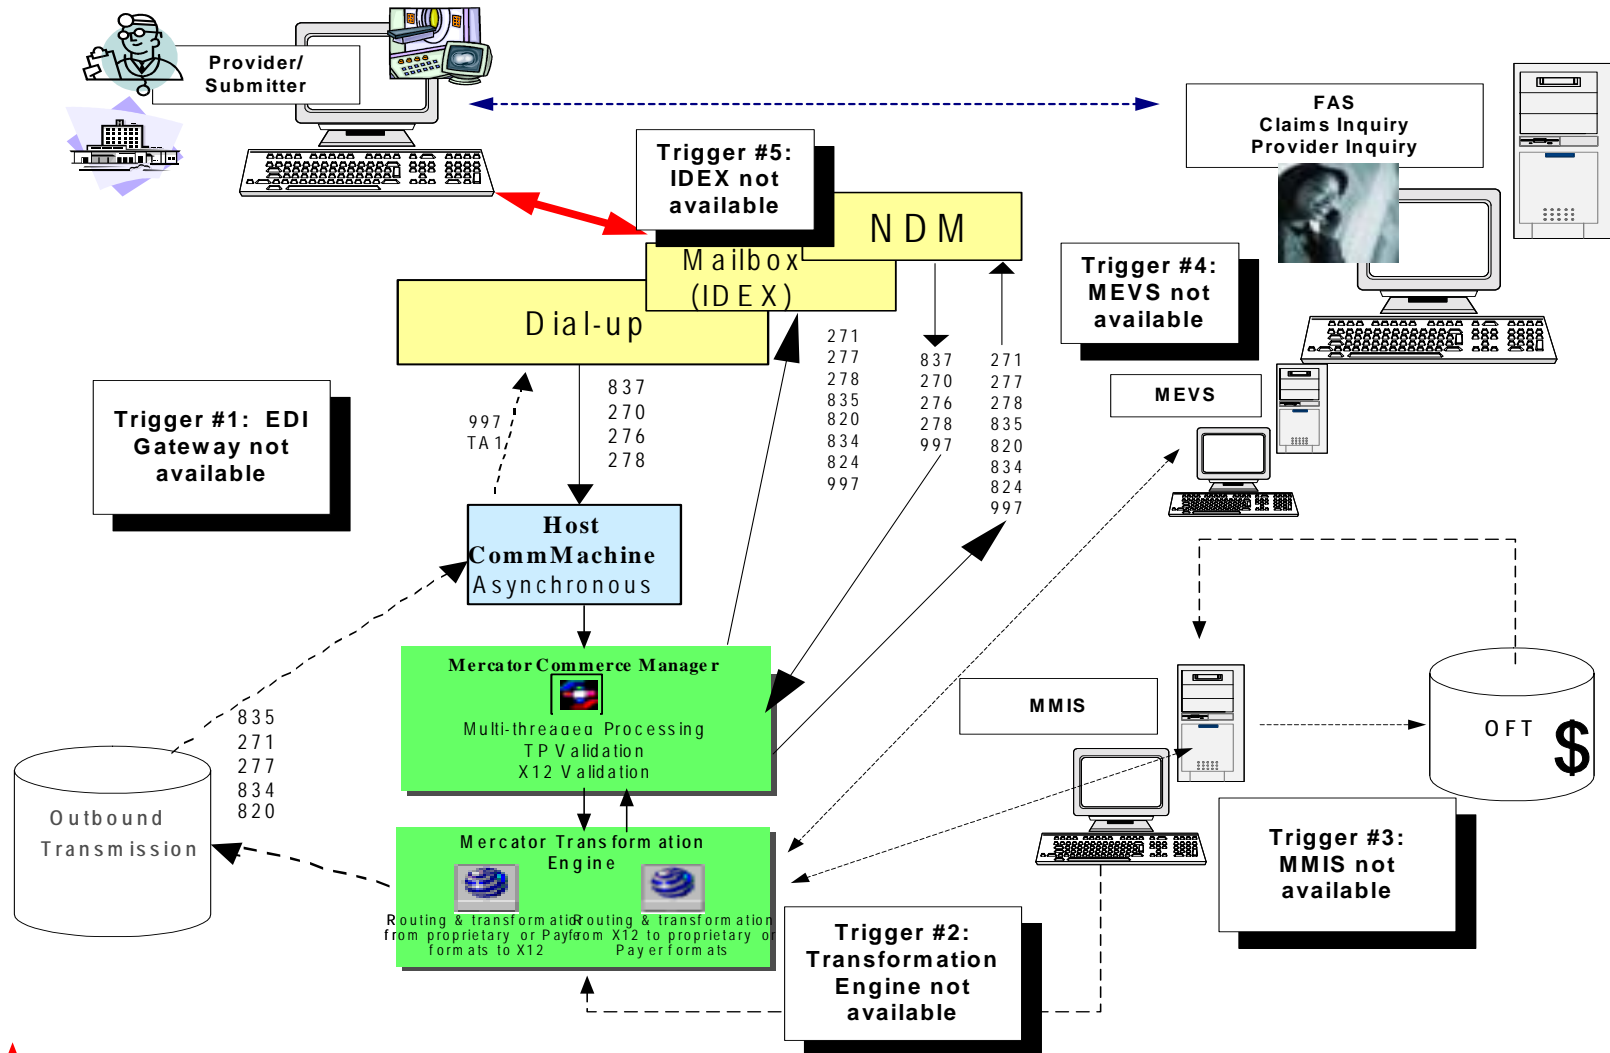 Provider/
Submitter
FAS
Claims Inquiry
Provider Inquiry
Trigger #5:
IDEX not
available
NDM
Mailbox
(IDEX)
Dial-up
Trigger #4:
MEVS not
available
MEVS
Trigger #1: EDI
Gateway not
available
997
TA1
837
270
276
278
271
277
278
835
820
834
824
997
837
270
276
278
997
271
277
278
835
820
834
824
997
Host
CommMachine
Asynchronous
Mercator Commerce Manager
Multi-threaded Processing
TP Validation
X12 Validation
835
271
277
834
820
Outbound
Transmission
Mercator Transformation
Engine
Routing & transformation
from proprietary or Payer
formats to X12
Routing & transformation
from X12 to proprietary or
Payer formats
MMIS
OFT
$
Trigger #3:
MMIS not
available
Trigger #2:
Transformation
Engine not
available